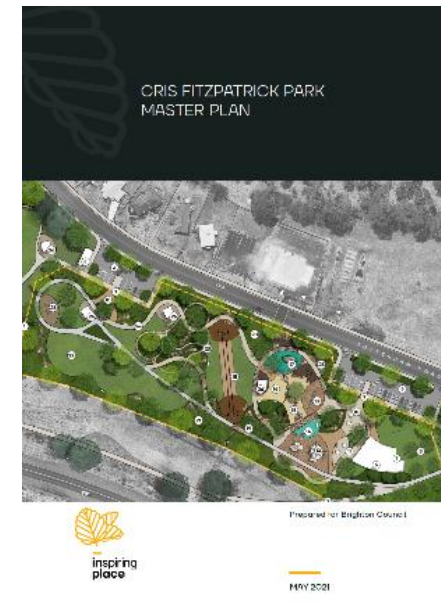 CRIS FITZPATRICK PARK
MASTER PLAN
Prepared for Brighton Council
inspiring
place
MAY 2021